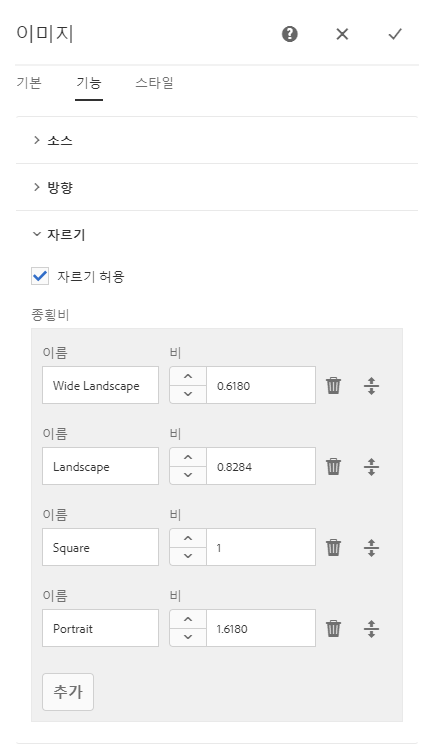 이미지
기본 기능 스타일
소스
방향
자르기
자르기 허용
종횡비
이름 비
Wide Landscape 0.6180
이름 비
Landscape 0.8284
이름 비
Square 1
이름 비
Portrait 1.6180
추가